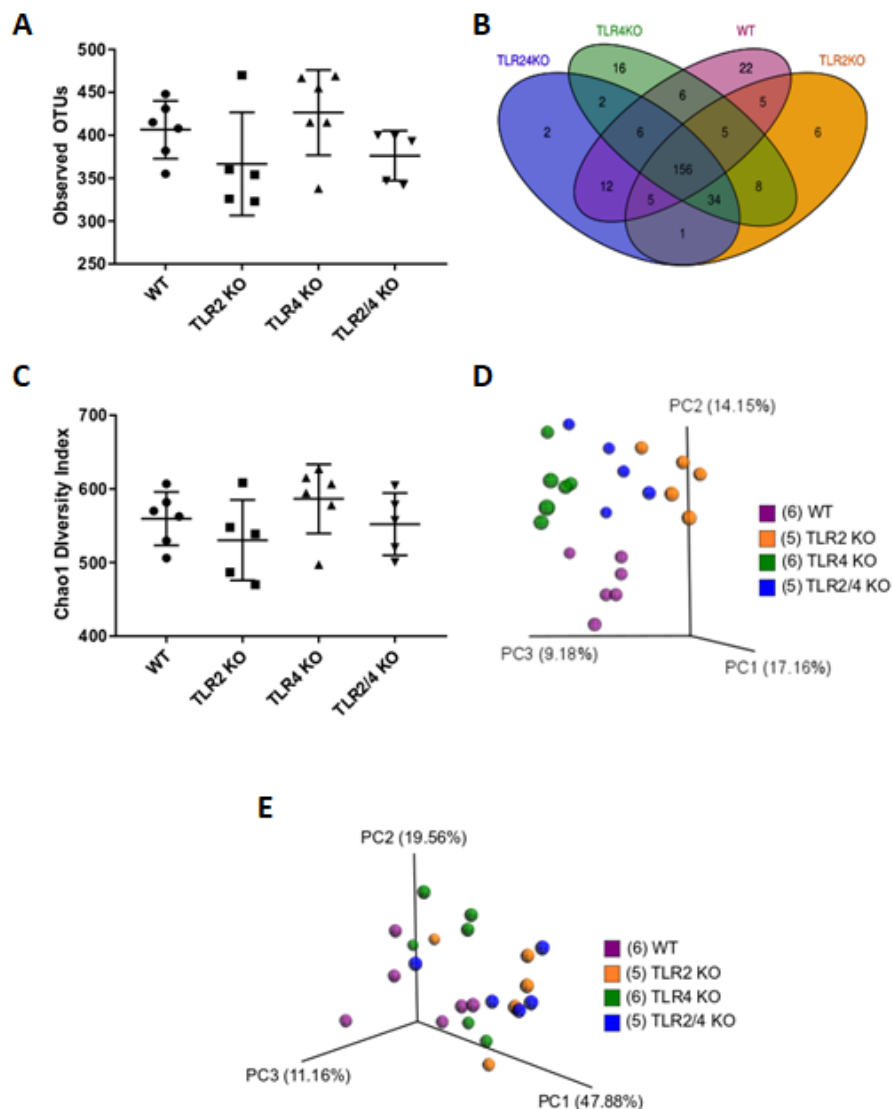 A
Observed OTUs
500
450
400
350
300
250
WT
TLR2 KO
TLR4 KO
TLR2/4 KO
B
TLR24KO
TLR4KO
WT
TLR2KO
16
22
2
6
5
2
6
6
5
156
12
5
34
8
1
C
Chao1 DIversity Index
700
600
500
400
WT
TLR2 KO
TLR4 KO
TLR2/4 KO
D
PC2 (14.15%)
PC3 (9.18%)
PC1 (17.16%)
(6) WT
(5) TLR2 KO
(6) TLR4 KO
(5) TLR2/4 KO
E
PC2 (19.56%)
PC3 (11.16%)
PC1 (47.88%)
(6) WT
(5) TLR2 KO
(6) TLR4 KO
(5) TLR2/4 KO